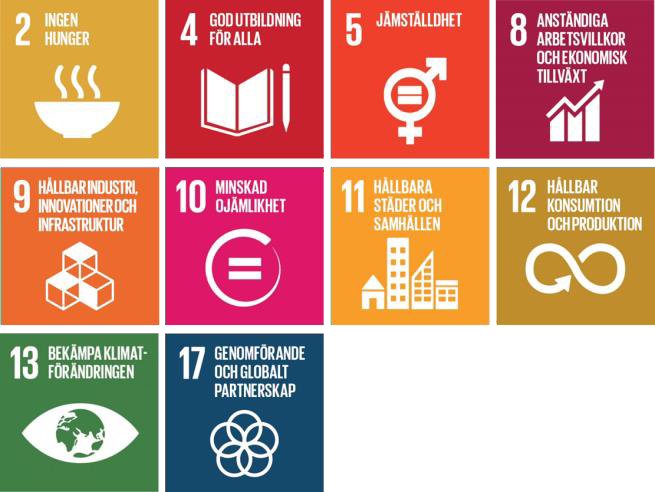 2 INGEN
HUNGER
4 GOD UTBILDNING
FÖR ALLA
5 JÄMSTÄLLDHET
8 ANSTÄNDIGA
ARBETSVILLKOR
OCH EKONOMISK
TILLVÄXT
9 HÅLLBAR INDUSTRI,
INNOVATIONER OCH
INFRASTRUKTUR
10 MINSKAD
OJÄMLIKHET
11 HÅLLBARA
STÄDER OCH
SAMHÄLLEN
12 HÅLLBAR
KONSUMTION
OCH PRODUKTION
13 BEKÄMPA KLIMAT-
FÖRÄNDRINGEN
17 GENOMFÖRANDE
OCH GLOBALT
PARTNERSKAP